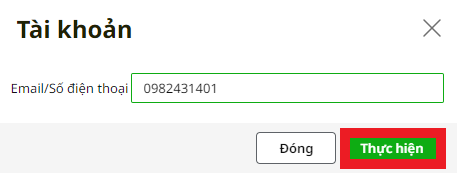 Tài khoản
Email/Số điện thoại 0982431401
Đóng Thực hiện